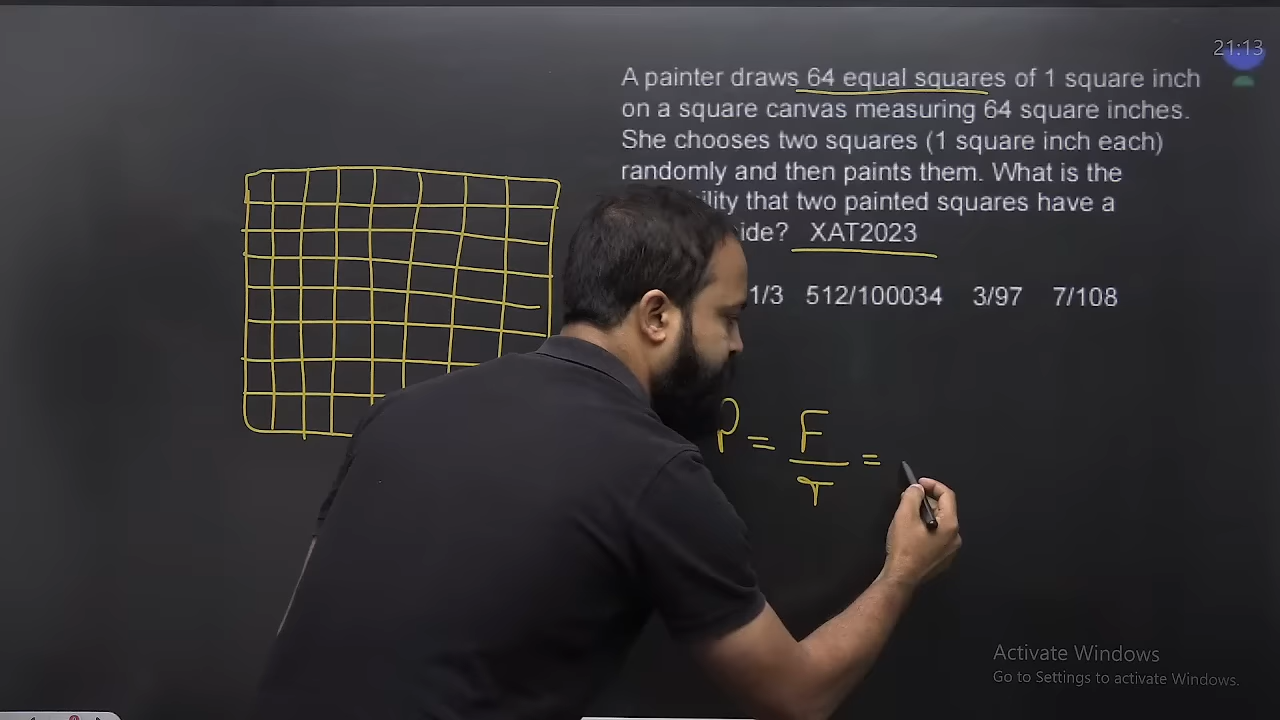 21:13
A painter draws 64 equal squares of 1 square inch
on a square canvas measuring 64 square inches.
She chooses two squares (1 square inch each)
randomly and then paints them. What is the
that two painted squares have a
XAT2023
1/3 512/100034 3/97 7/108
P = F/T =
Activate Windows
Go to Settings to activate Windows.